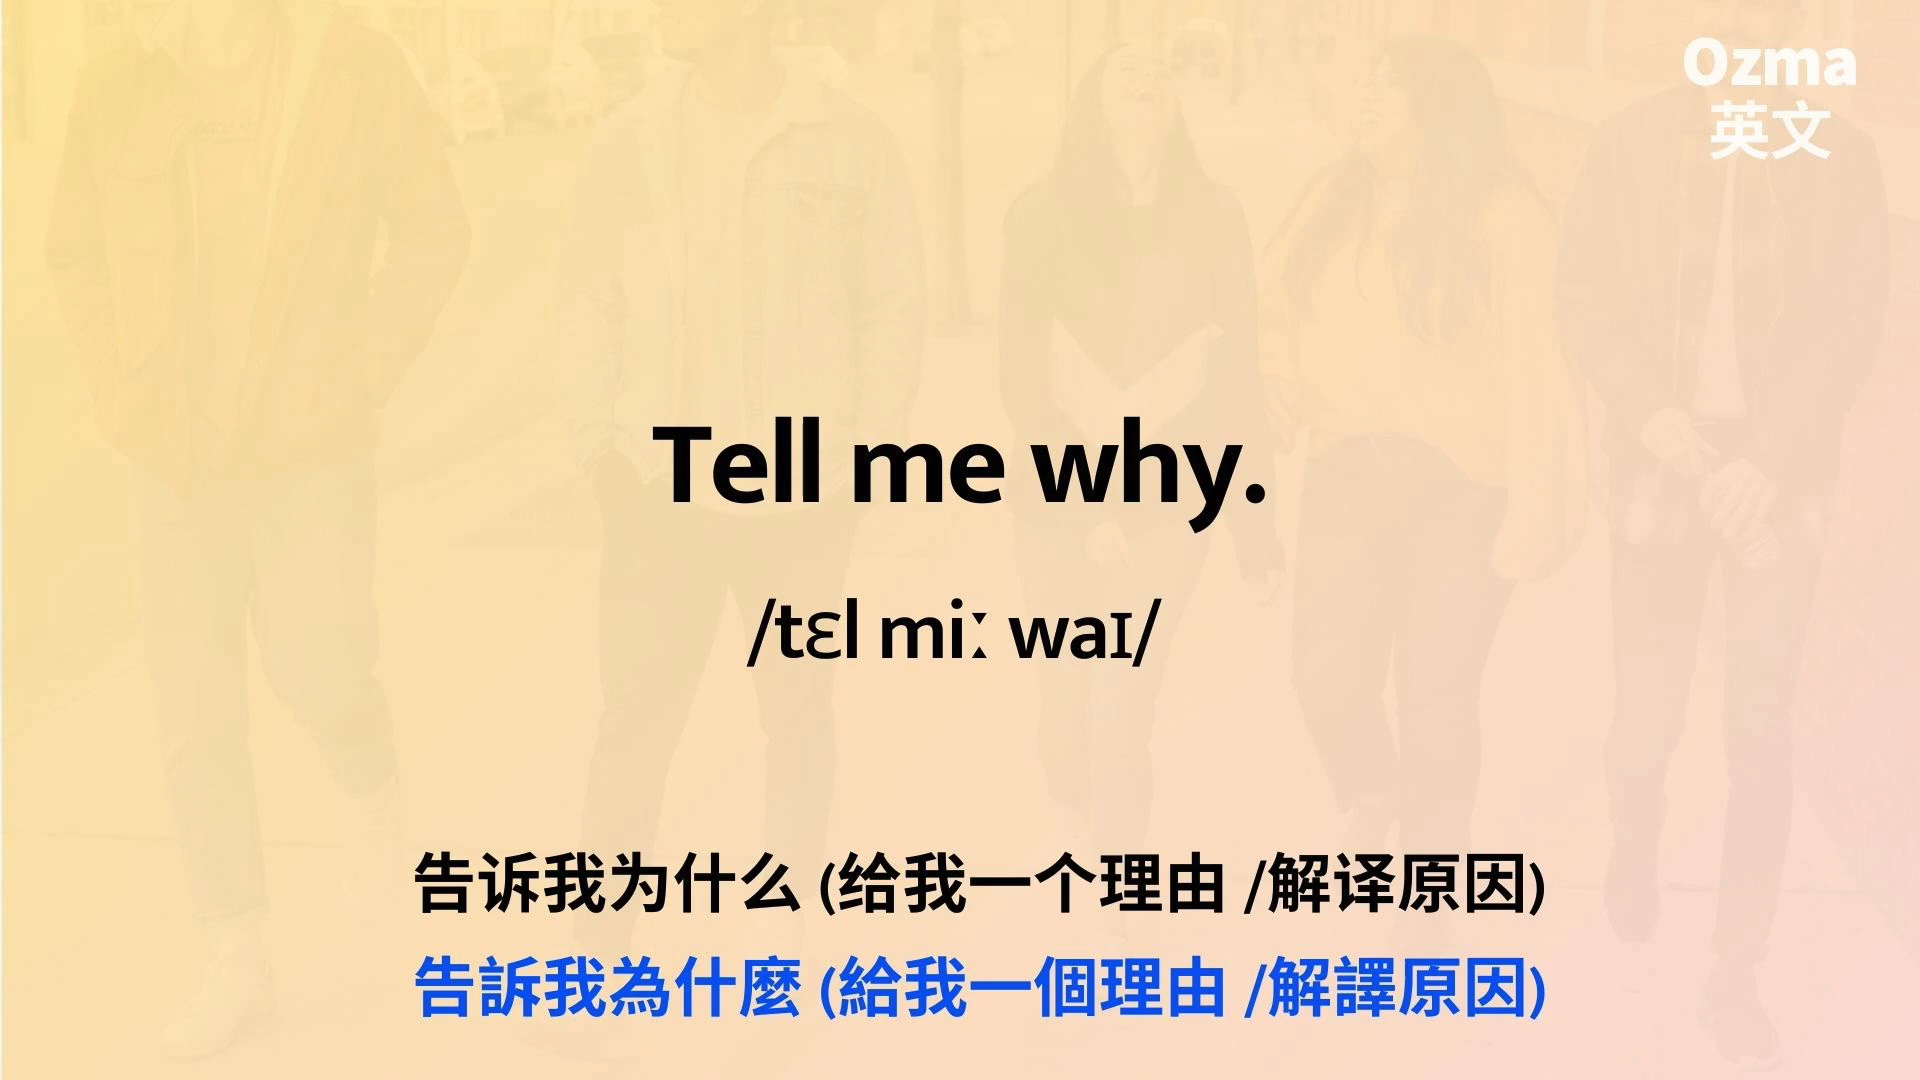 Ozma
英文
Tell me why.
/tɛl miː waɪ/
告诉我为什么 (给我一个理由 /解译原因)
告訴我為什麼 (給我一個理由 /解譯原因)